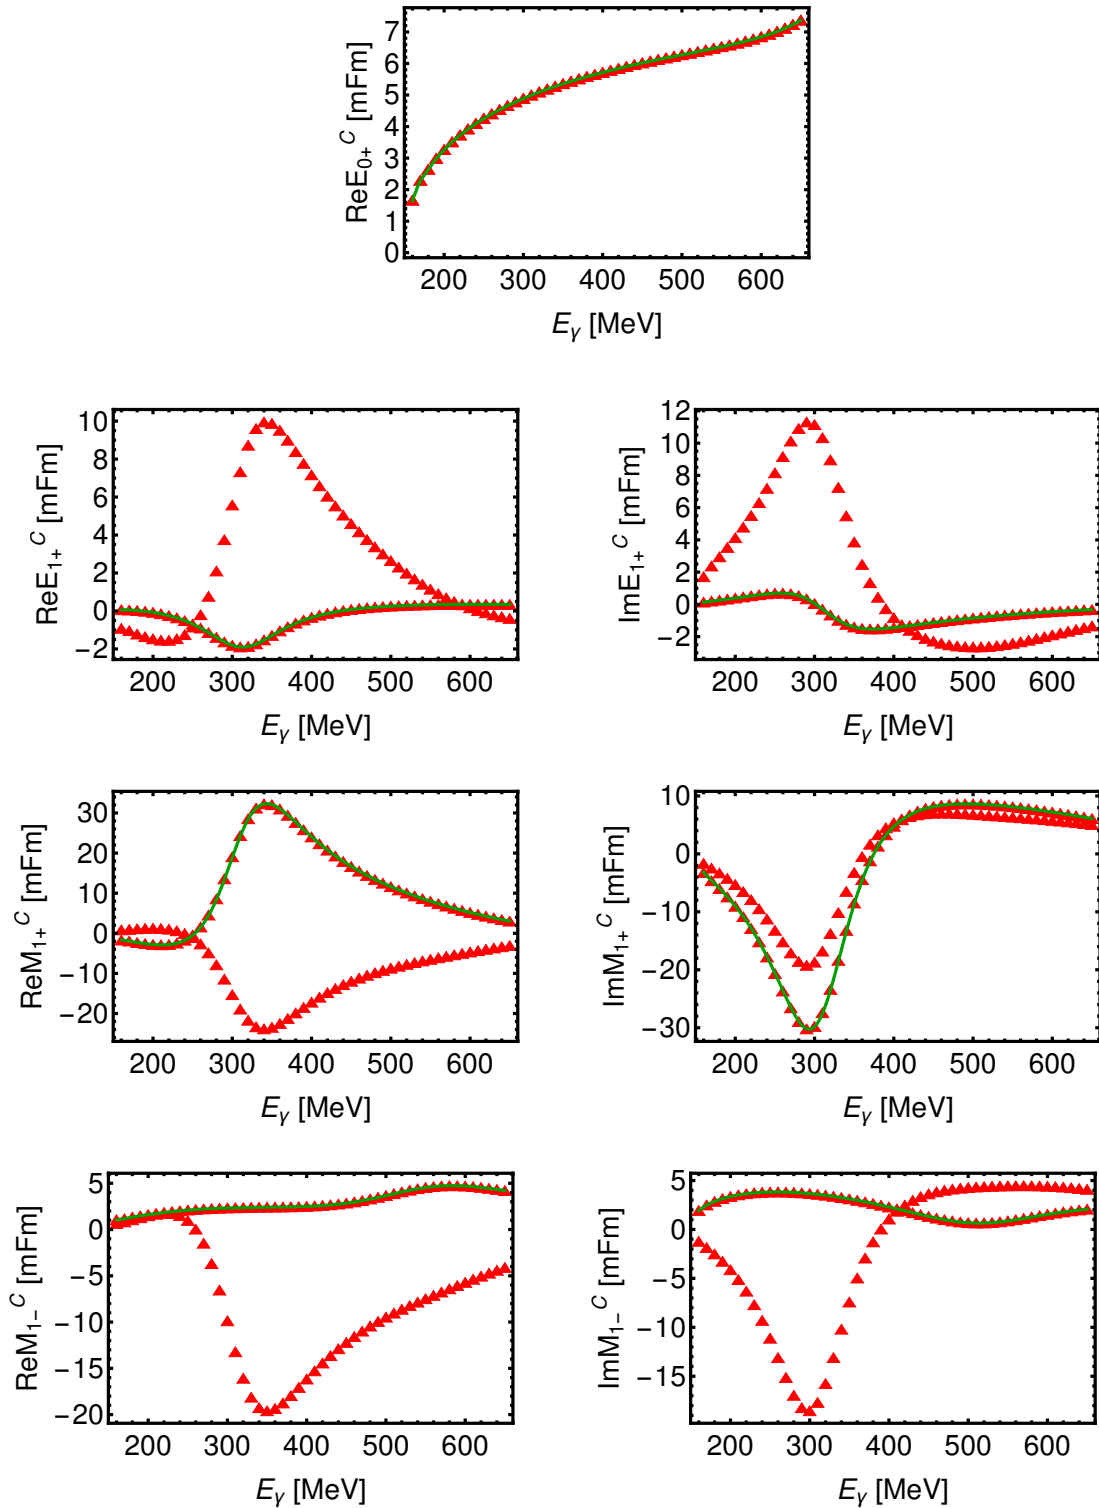 ReE0+^C [mFm]
7
6
5
4
3
2
1
0
200 300 400 500 600
Eγ [MeV]
ReE1+^C [mFm]
10
8
6
4
2
0
−2
200 300 400 500 600
Eγ [MeV]
ImE1+^C [mFm]
12
10
8
6
4
2
0
−2
200 300 400 500 600
Eγ [MeV]
ReM1+^C [mFm]
30
20
10
0
−10
−20
200 300 400 500 600
Eγ [MeV]
ImM1+^C [mFm]
10
0
−10
−20
−30
200 300 400 500 600
Eγ [MeV]
ReM1−^C [mFm]
5
0
−5
−10
−15
−20
200 300 400 500 600
Eγ [MeV]
ImM1−^C [mFm]
5
0
−5
−10
−15
200 300 400 500 600
Eγ [MeV]